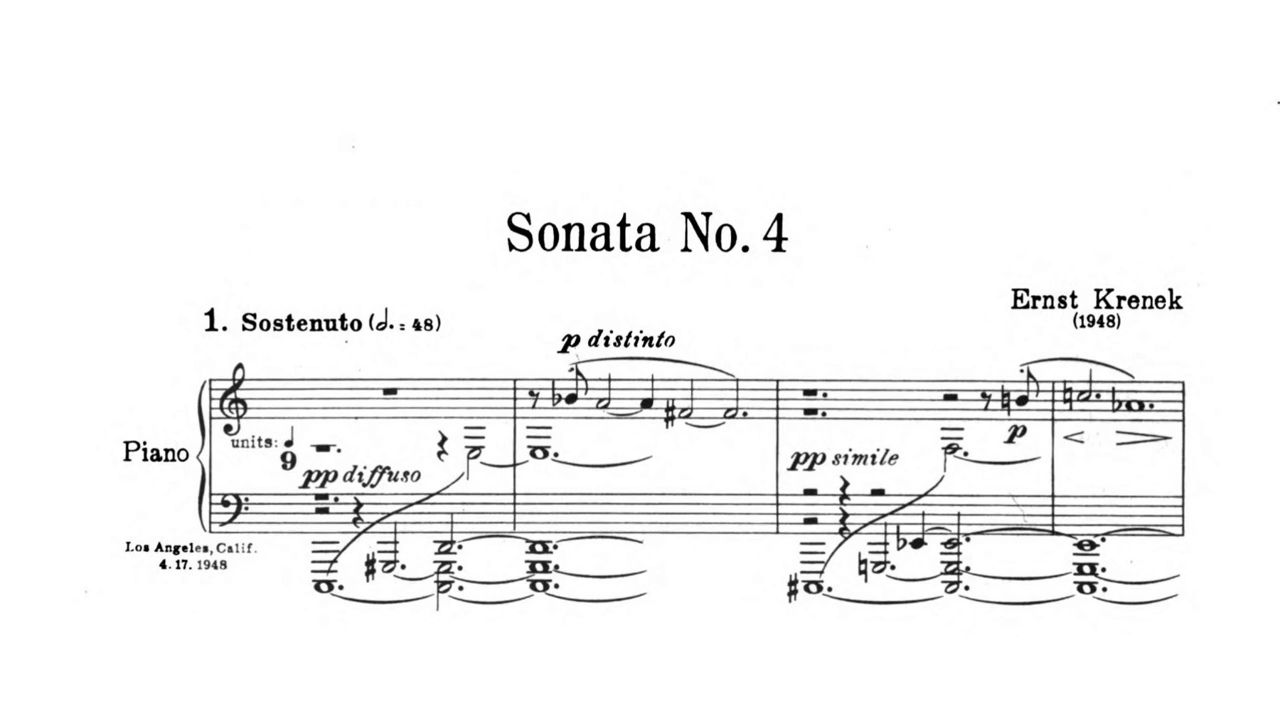 Sonata No. 4
Ernst Krenek
(1948)
1. Sostenuto (𝅗𝅥. = 48)
p distinto
units: ♩
9
Piano
pp diffuso
pp simile
p
Los Angeles, Calif.
4. 17. 1948